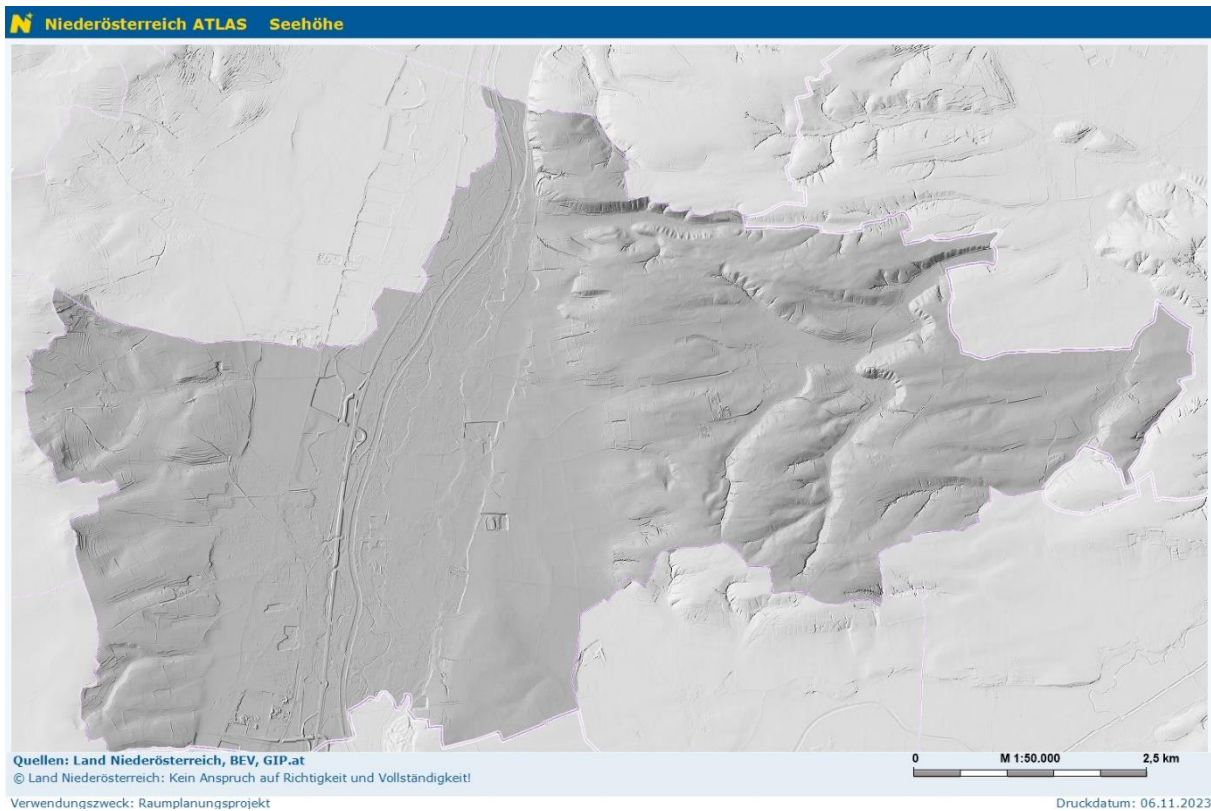 Niederösterreich ATLAS Seehöhe
Quellen: Land Niederösterreich, BEV, GIP.at
© Land Niederösterreich: Kein Anspruch auf Richtigkeit und Vollständigkeit!
0 M 1:50.000 2,5 km
Verwendungszweck: Raumplanungsprojekt
Druckdatum: 06.11.2023